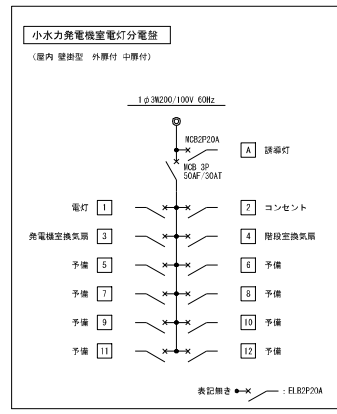 小水力発電機室電灯分電盤
(屋内 壁掛型 外扉付 中扉付)
1φ3W200/100V 60Hz
MCB2P20A
A 誘導灯
MCB 3P
50AF/30AT
電灯 1 2 コンセント
発電機室換気扇 3 4 階段室換気扇
予備 5 6 予備
予備 7 8 予備
予備 9 10 予備
予備 11 12 予備
表記無き : ELB2P20A